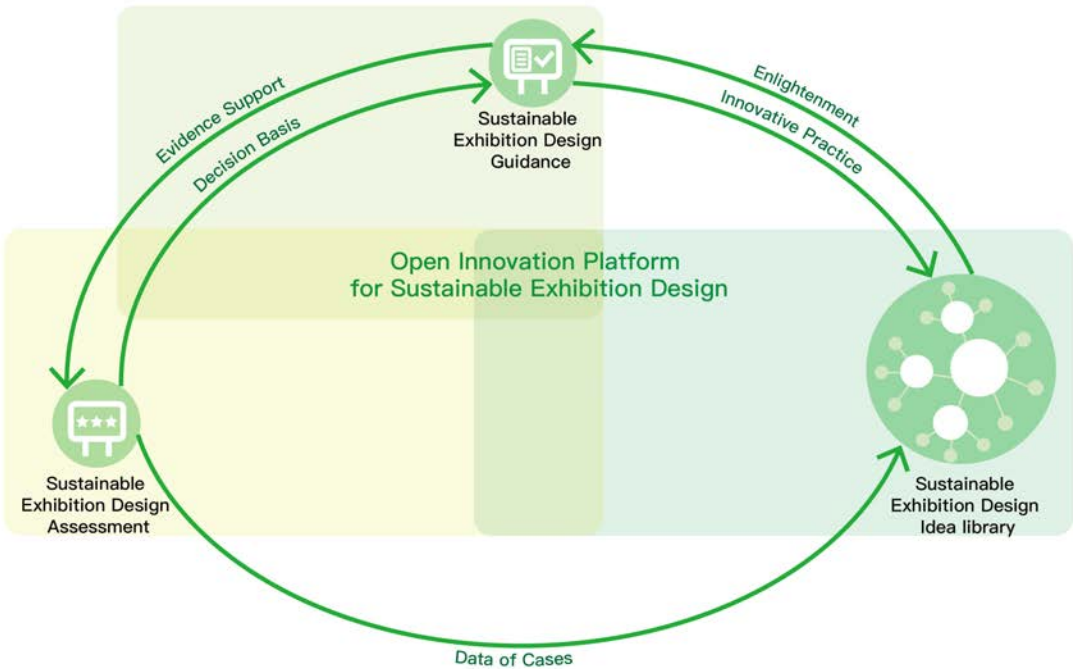 Evidence Support
Decision Basis
Sustainable
Exhibition Design
Guidance
Enlightenment
Innovative Practice
Open Innovation Platform
for Sustainable Exhibition Design
Sustainable
Exhibition Design
Assessment
Sustainable
Exhibition Design
Idea library
Data of Cases